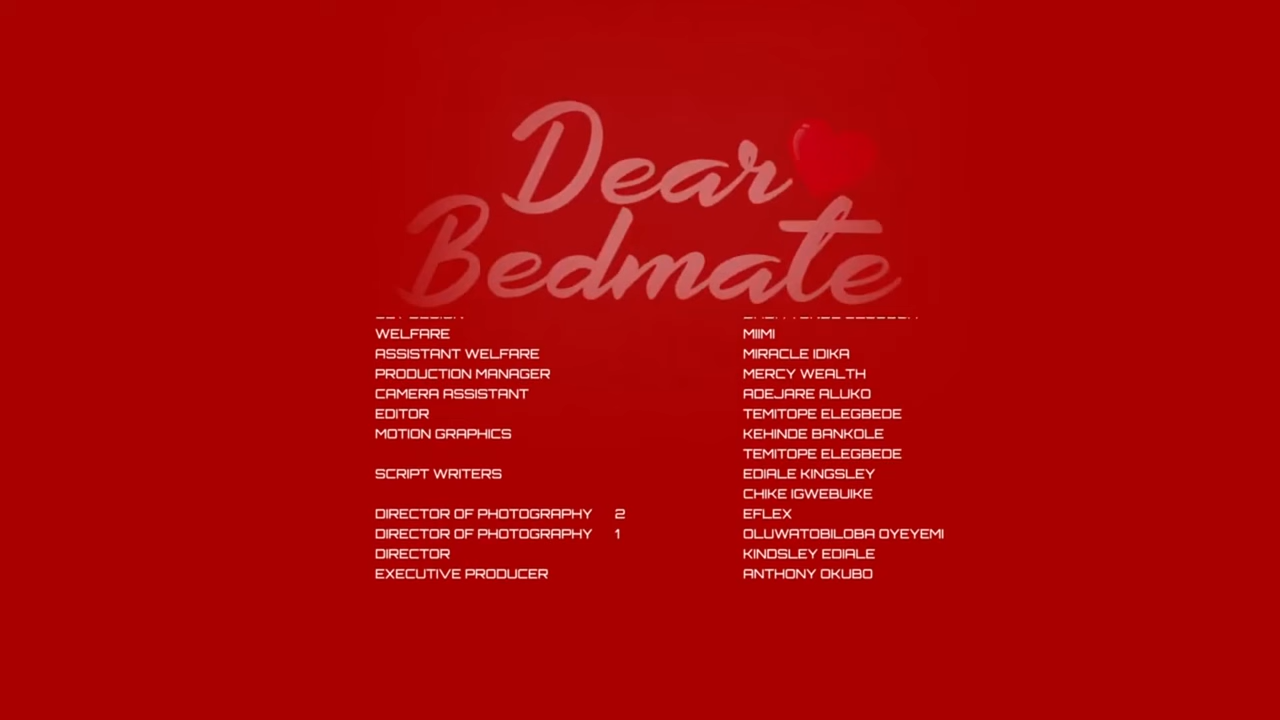 Dear
Bedmate
WELFARE MIIMI
ASSISTANT WELFARE MIRACLE IDIKA
PRODUCTION MANAGER MERCY WEALTH
CAMERA ASSISTANT ADEJARE ALUKO
EDITOR TEMITOPE ELEGBEDE
MOTION GRAPHICS KEHINDE BANKOLE
TEMITOPE ELEGBEDE
SCRIPT WRITERS EDIALE KINGSLEY
CHIKE IGWEBUIKE
DIRECTOR OF PHOTOGRAPHY 2 EFLEX
DIRECTOR OF PHOTOGRAPHY 1 OLUWATOBILOBA OYEYEMI
DIRECTOR KINDSLEY EDIALE
EXECUTIVE PRODUCER ANTHONY OKUBO